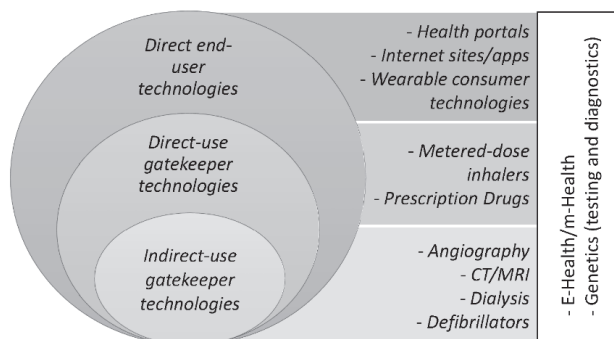 Direct end-
user
technologies
- Health portals
- Internet sites/apps
- Wearable consumer
technologies
Direct-use
gatekeeper
technologies
- Metered-dose
inhalers
- Prescription Drugs
Indirect-use
gatekeeper
technologies
- Angiography
- CT/MRI
- Dialysis
- Defibrillators
- E-Health/m-Health
- Genetics (testing and diagnostics)